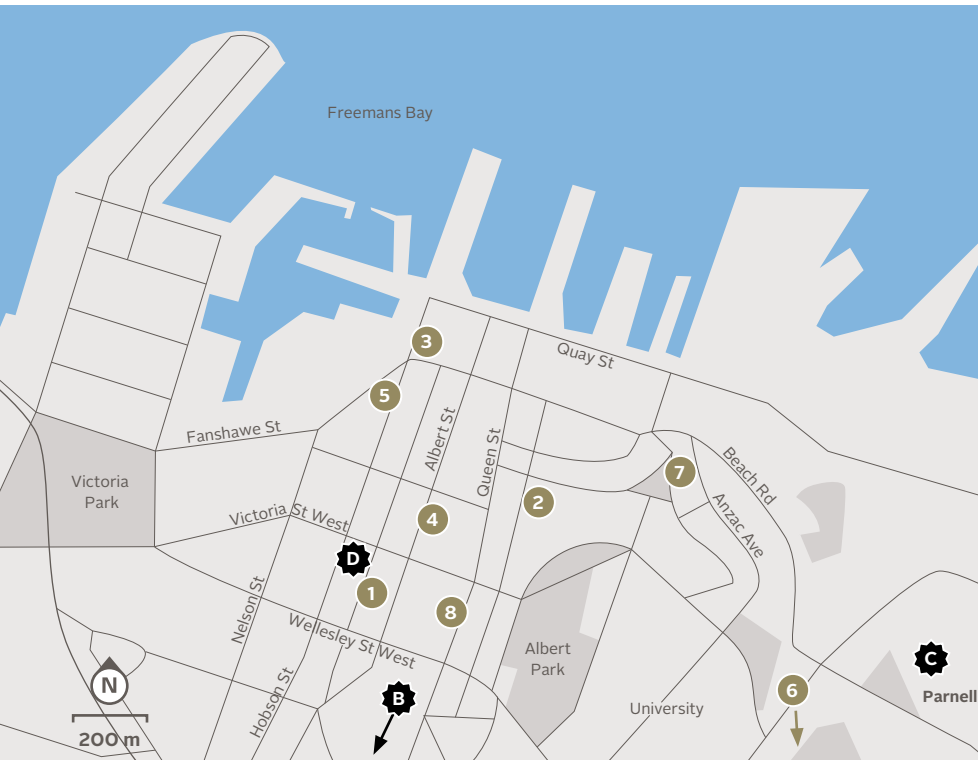 Freemans Bay
3
Quay St
5
Fanshawe St
Albert St
Queen St
Beach Rd
7
Victoria
Park
2
Anzac Ave
Victoria St West
4
D
1
8
Nelson St
Wellesley St West
Albert
Park
C
Parnell
N
B
6
Hobson St
University
200 m